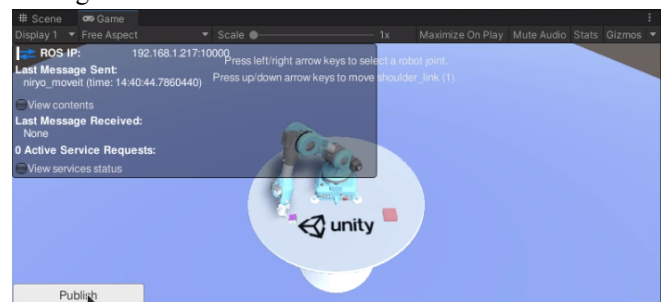 # Scene Game
Display 1 Free Aspect Scale 1x Maximize On Play Mute Audio Stats Gizmos
ROS IP: 192.168.1.217:10000
Press left/right arrow keys to select a robot joint.
Last Message Sent:
niryo_moveit (time: 14:40:44.7860440)
Press up/down arrow keys to move shoulder_link (1).
View contents
Last Message Received:
None
0 Active Service Requests:
View services status
unity
Publish